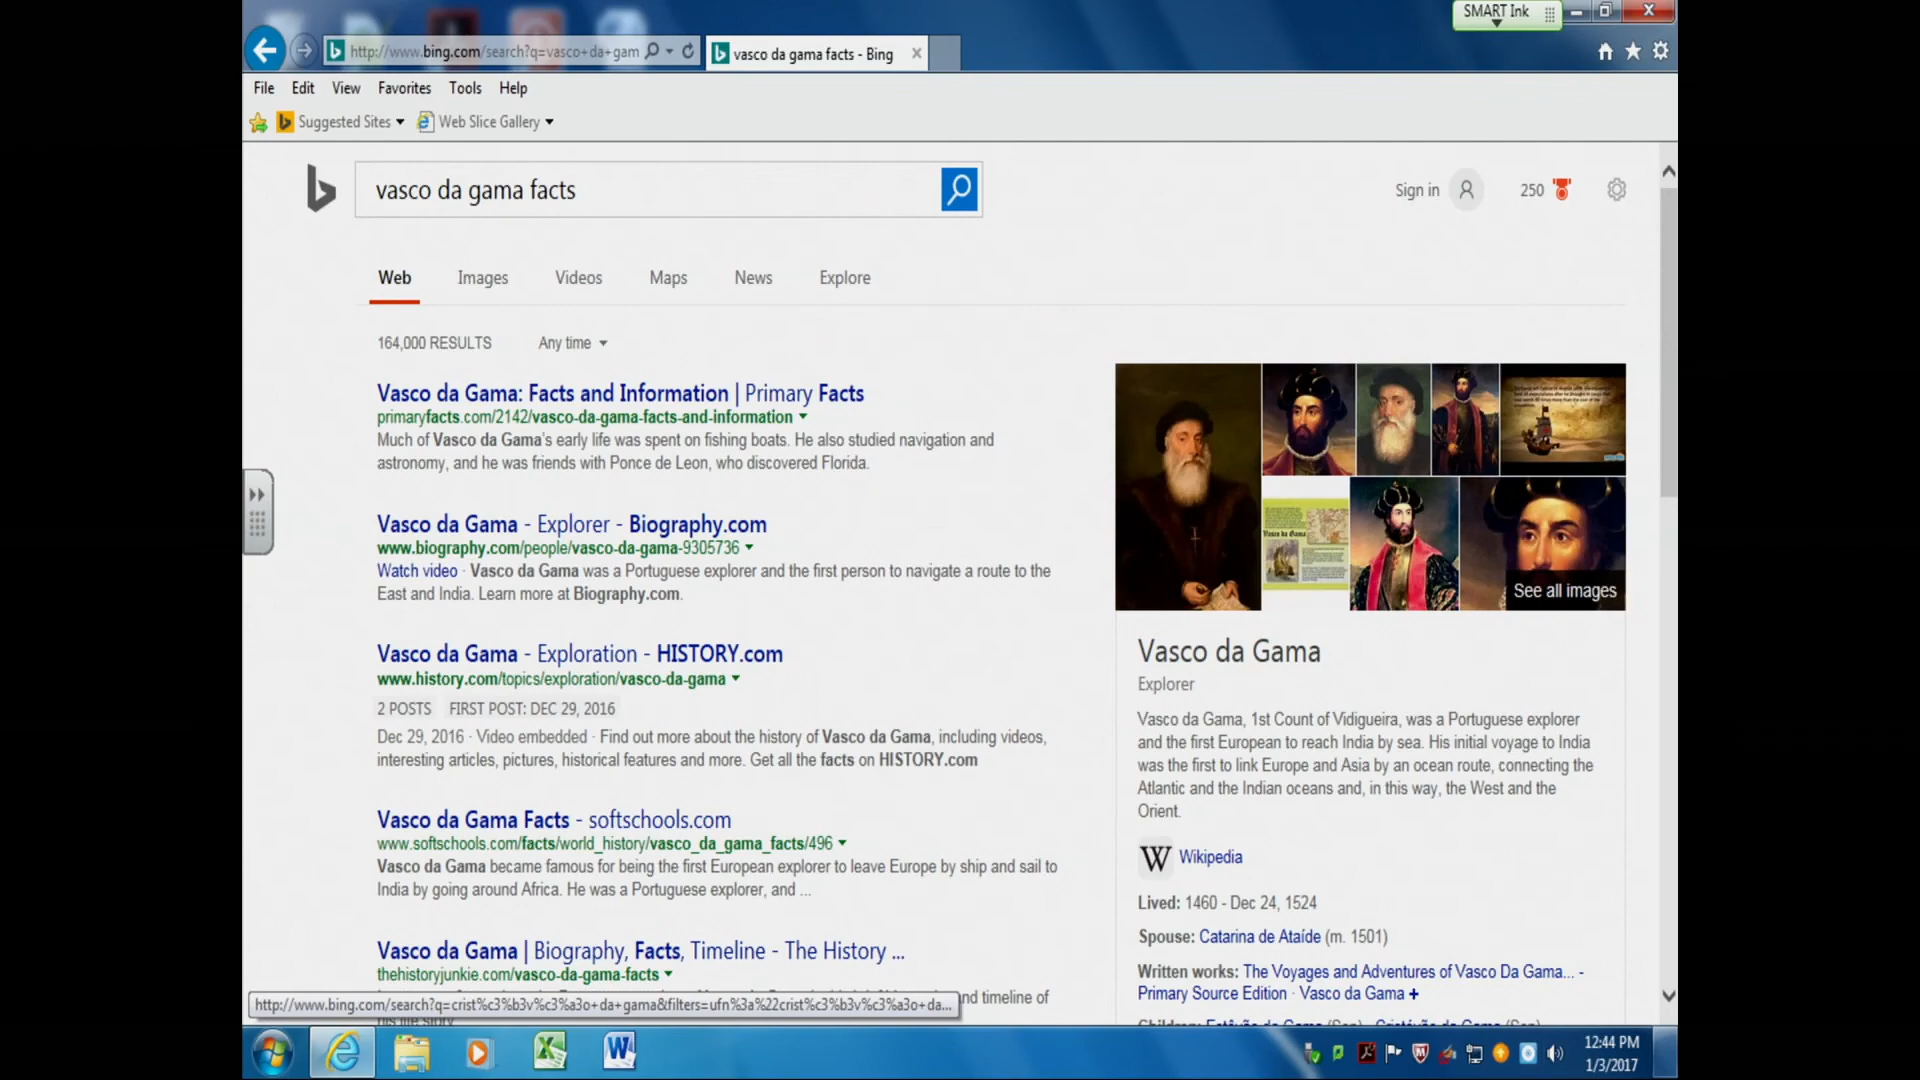 SMART Ink
http://www.bing.com/search?q=vasco+da+gam
vasco da gama facts - Bing
File Edit View Favorites Tools Help
Suggested Sites Web Slice Gallery
vasco da gama facts
Sign in 250
Web Images Videos Maps News Explore
164,000 RESULTS Any time
Vasco da Gama: Facts and Information | Primary Facts
primaryfacts.com/2142/vasco-da-gama-facts-and-information
Much of Vasco da Gama's early life was spent on fishing boats. He also studied navigation and
astronomy, and he was friends with Ponce de Leon, who discovered Florida.
Vasco da Gama - Explorer - Biography.com
www.biography.com/people/vasco-da-gama-9305736
Watch video · Vasco da Gama was a Portuguese explorer and the first person to navigate a route to the
East and India. Learn more at Biography.com.
Vasco da Gama - Exploration - HISTORY.com
www.history.com/topics/exploration/vasco-da-gama
2 POSTS FIRST POST: DEC 29, 2016
Dec 29, 2016 · Video embedded · Find out more about the history of Vasco da Gama, including videos,
interesting articles, pictures, historical features and more. Get all the facts on HISTORY.com
Vasco da Gama Facts - softschools.com
www.softschools.com/facts/world_history/vasco_da_gama_facts/496
Vasco da Gama became famous for being the first European explorer to leave Europe by ship and sail to
India by going around Africa. He was a Portuguese explorer, and ...
Vasco da Gama | Biography, Facts, Timeline - The History ...
thehistoryjunkie.com/vasco-da-gama-facts
nd timeline of
his life story
http://www.bing.com/search?q=crist%c3%b3v%c3%a3o+da+gama&filters=ufn%3a%22crist%c3%b3v%c3%a3o+da...
Vasco da Gama
See all images
Vasco da Gama
Explorer
Vasco da Gama, 1st Count of Vidigueira, was a Portuguese explorer
and the first European to reach India by sea. His initial voyage to India
was the first to link Europe and Asia by an ocean route, connecting the
Atlantic and the Indian oceans and, in this way, the West and the
Orient.
W Wikipedia
Lived: 1460 - Dec 24, 1524
Spouse: Catarina de Ataíde (m. 1501)
Written works: The Voyages and Adventures of Vasco Da Gama... -
Primary Source Edition · Vasco da Gama +
Children: Estêvão da Gama (Son) · Cristóvão da Gama (Son)
12:44 PM
1/3/2017